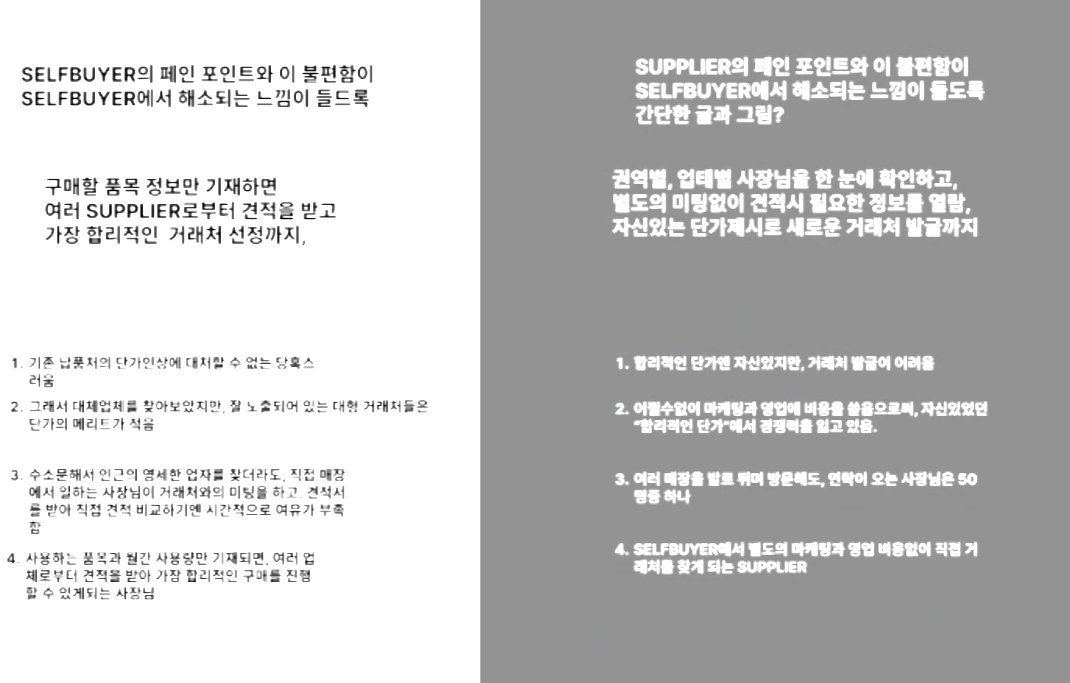 SELFBUYER의 페인 포인트와 이 불편함이
SELFBUYER에서 해소되는 느낌이 들드록
구매할 품목 정보만 기재하면
여러 SUPPLIER로부터 견적을 받고
가장 합리적인 거래처 선정까지,
1. 기존 납품처의 단가인상에 대처할 수 없는 당혹스
러움
2. 그래서 대체업체를 찾아보았지만, 잘 노출되어 있는 대형 거래처들은
단가의 메리트가 적음
3. 수소문해서 인근의 영세한 업자를 찾더라도, 직접 매장
에서 일하는 사장님이 거래처와의 미팅을 하고, 견적서
를 받아 직접 견적 비교하기엔 시간적으로 여유가 부족
함
4. 사용하는 품목과 월간 사용량만 기재되면, 여러 업
체로부터 견적을 받아 가장 합리적인 구매를 진행
할 수 있게되는 사장님
SUPPLIER의 페인 포인트와 이 불편함이
SELFBUYER에서 해소되는 느낌이 들도록
간단한 글과 그림?
권역별, 업태별 사장님을 한 눈에 확인하고,
별도의 미팅없이 견적시 필요한 정보를 열람,
자신있는 단가제시로 새로운 거래처 발굴까지
1. 합리적인 단가엔 자신있지만, 거래처 발굴이 어려움
2. 어쩔수없이 마케팅과 영업에 비용을 씀으로써, 자신있었던
"합리적인 단가"에서 경쟁력을 잃고 있음.
3. 여러 매장을 발로 뛰며 방문해도, 연락이 오는 사장님은 50
명중 하나
4. SELFBUYER에서 별도의 마케팅과 영업 비용없이 직접 거
래처를 찾게 되는 SUPPLIER